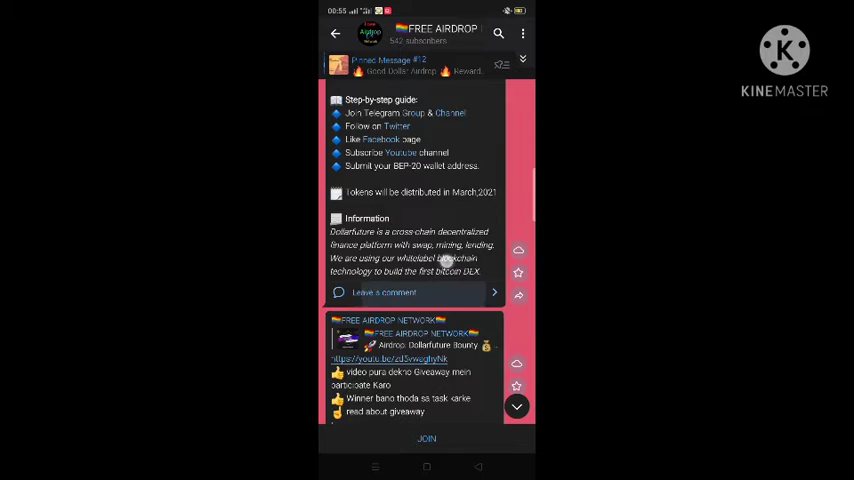 00:55
FREE AIRDROP
542 subscribers
Airdrop
Pinned Message #12
🔥 Good Dollar Airdrop 🔥 Reward.
Step-by-step guide:
Join Telegram Group & Channel
Follow on Twitter
Like Facebook page
Subscribe Youtube channel
Submit your BEP-20 wallet address.
Tokens will be distributed in March,2021
Information
Dollarfuture is a cross-chain decentralized
finance platform with swap, mining, lending.
We are using our whitelabel blockchain
technology to build the first bitcoin DEX.
Leave a comment
🏳️‍🌈FREE AIRDROP NETWORK🏳️‍🌈
🏳️‍🌈FREE AIRDROP NETWORK🏳️‍🌈
🚀 Airdrop: Dollarfuture Bounty 💰
👍 video pura dekho Giveaway mein
participate Karo
👍 Winner bano thoda sa task karke
☝ read about giveaway
JOIN
K
KINEMASTER